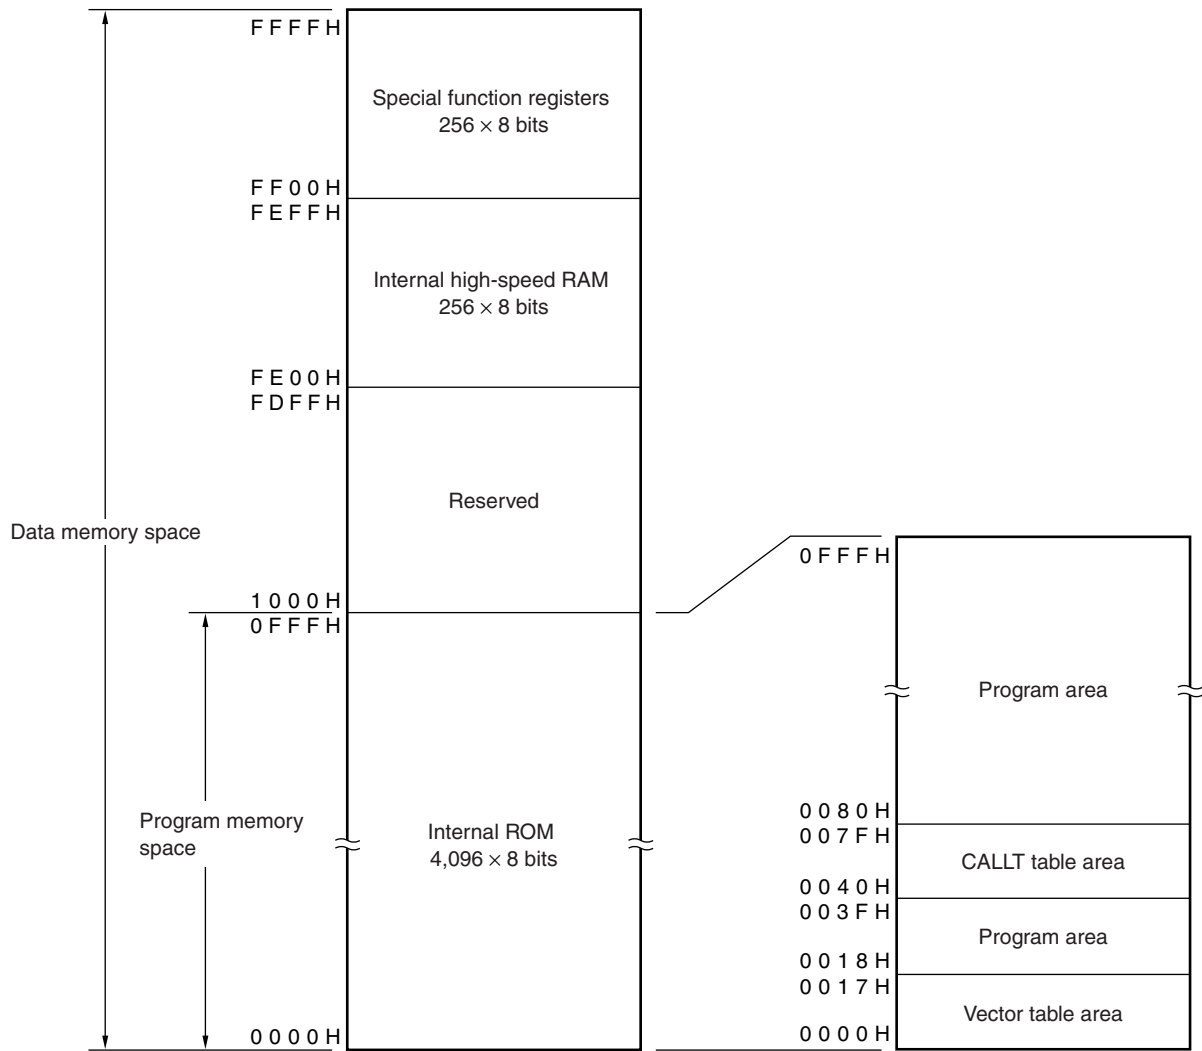 FFFFH
Special function registers
256 × 8 bits
FF00H
FEFFH
Internal high-speed RAM
256 × 8 bits
FE00H
FDFFH
Reserved
Data memory space
1000H
0FFFH
Program memory
space
Internal ROM
4,096 × 8 bits
0000H
0FFFH
Program area
0080H
007FH
CALLT table area
0040H
003FH
Program area
0018H
0017H
Vector table area
0000H